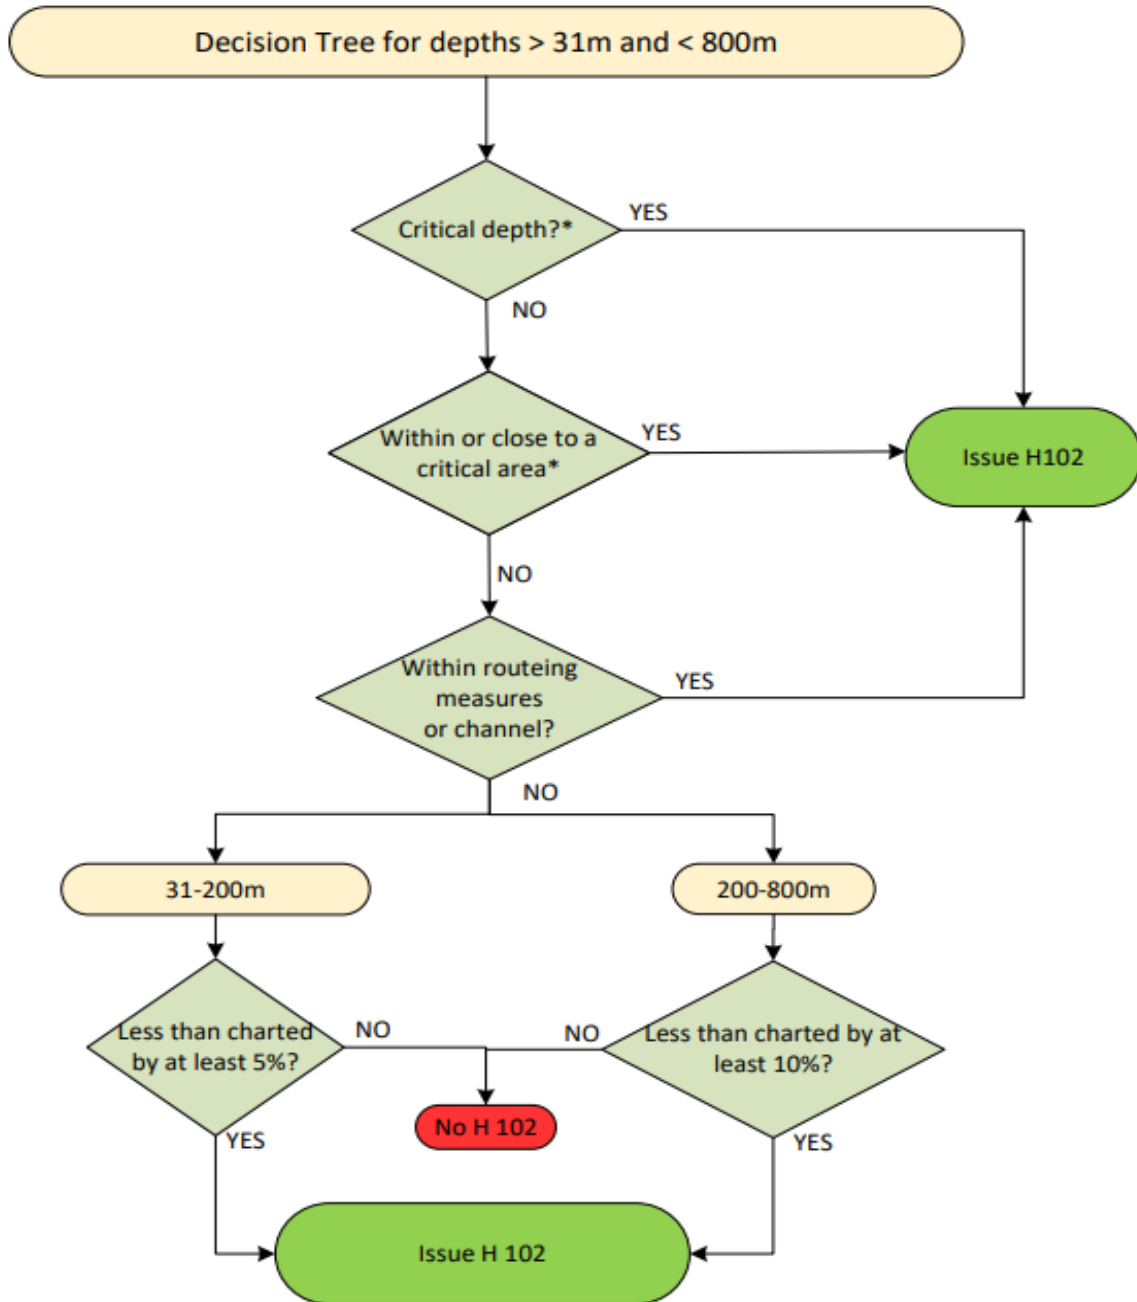 Decision Tree for depths > 31m and < 800m
Critical depth?*
YES
NO
Within or close to a
critical area*
YES
Issue H102
NO
Within routeing
measures
or channel?
YES
NO
31-200m
200-800m
Less than charted
by at least 5%?
NO
NO
Less than charted by at
least 10%?
No H 102
YES
YES
Issue H 102